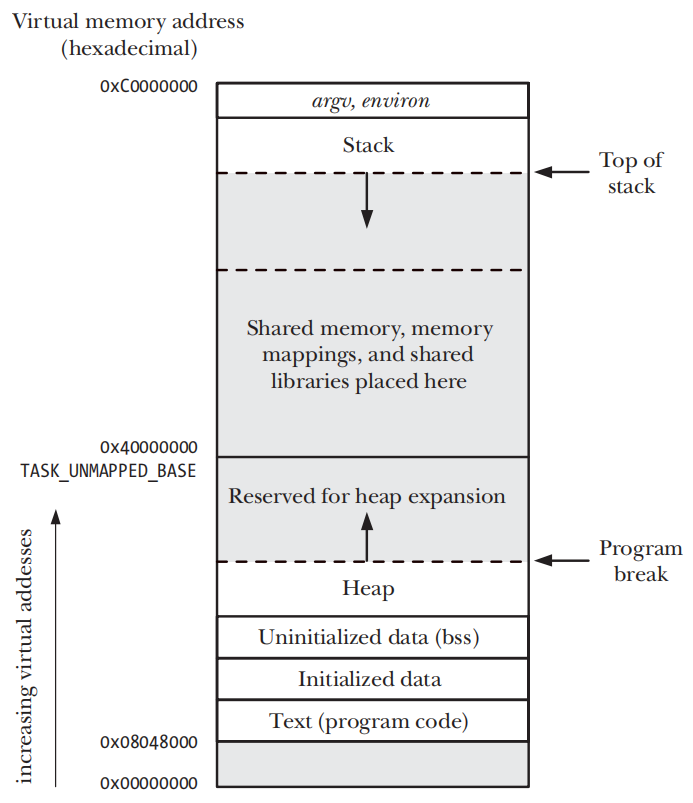 Virtual memory address
(hexadecimal)
0xC0000000
argv, environ
Stack
Top of
stack
Shared memory, memory
mappings, and shared
libraries placed here
0x40000000
TASK_UNMAPPED_BASE
Reserved for heap expansion
Program
break
Heap
Uninitialized data (bss)
Initialized data
Text (program code)
0x08048000
0x00000000
increasing virtual addesses